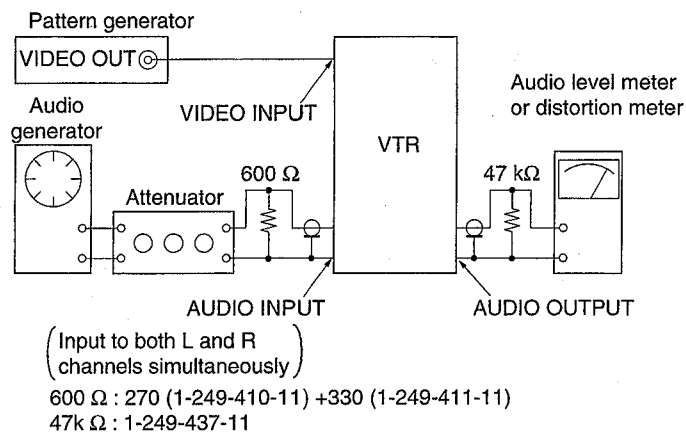 Pattern generator
VIDEO OUT
Audio
generator
VIDEO INPUT
VTR
Audio level meter
or distortion meter
Attenuator
600 Ω
47 kΩ
AUDIO INPUT
AUDIO OUTPUT
(Input to both L and R
channels simultaneously)
600 Ω : 270 (1-249-410-11) +330 (1-249-411-11)
47k Ω : 1-249-437-11